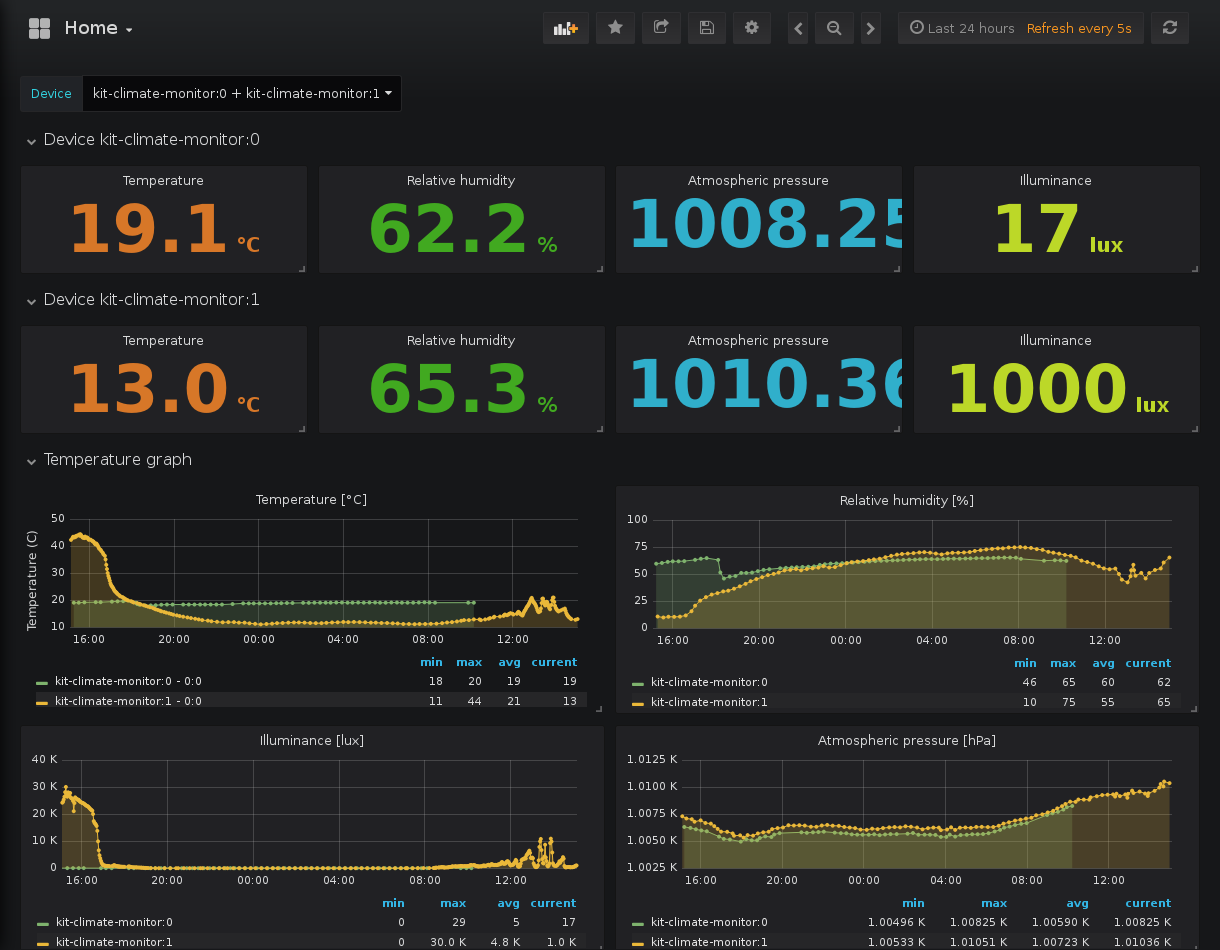 Home
Last 24 hours Refresh every 5s
Device kit-climate-monitor:0 + kit-climate-monitor:1
Device kit-climate-monitor:0
Temperature Relative humidity Atmospheric pressure Illuminance
19.1 °C 62.2 % 1008.25 17 lux
Device kit-climate-monitor:1
Temperature Relative humidity Atmospheric pressure Illuminance
13.0 °C 65.3 % 1010.36 1000 lux
Temperature graph
Temperature [°C]
Temperature (C)
50
40
30
20
10
16:00 20:00 00:00 04:00 08:00 12:00
min max avg current
kit-climate-monitor:0 - 0:0 18 20 19 19
kit-climate-monitor:1 - 0:0 11 44 21 13
Relative humidity [%]
100
75
50
25
0
16:00 20:00 00:00 04:00 08:00 12:00
min max avg current
kit-climate-monitor:0 46 65 60 62
kit-climate-monitor:1 10 75 55 65
Illuminance [lux]
40 K
30 K
20 K
10 K
0
16:00 20:00 00:00 04:00 08:00 12:00
min max avg current
kit-climate-monitor:0 0 29 5 17
kit-climate-monitor:1 0 30.0 K 4.8 K 1.0 K
Atmospheric pressure [hPa]
1.0125 K
1.0100 K
1.0075 K
1.0050 K
1.0025 K
16:00 20:00 00:00 04:00 08:00 12:00
min max avg current
kit-climate-monitor:0 1.00496 K 1.00825 K 1.00590 K 1.00825 K
kit-climate-monitor:1 1.00533 K 1.01051 K 1.00723 K 1.01036 K